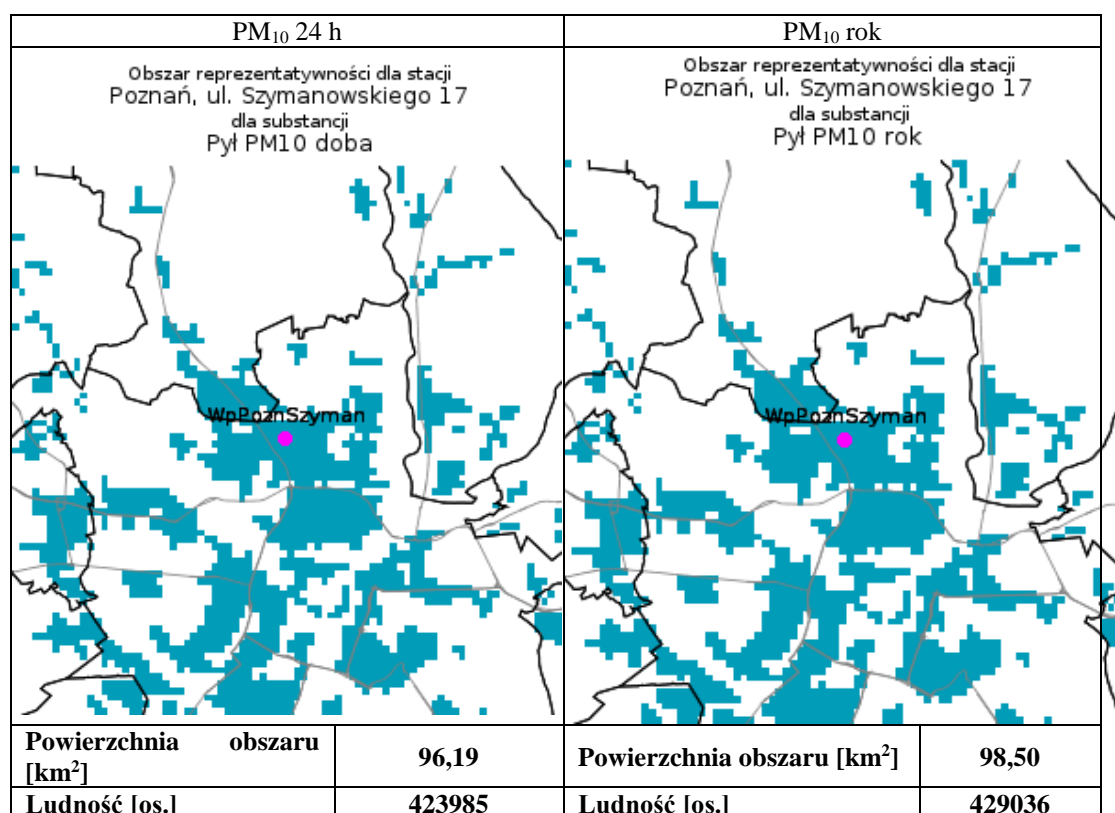 PM₁₀ 24 h
PM₁₀ rok
Obszar reprezentatywności dla stacji
Poznań, ul. Szymanowskiego 17
dla substancji
Pył PM10 doba
Obszar reprezentatywności dla stacji
Poznań, ul. Szymanowskiego 17
dla substancji
Pył PM10 rok
WpPoznSzyman
WpPoznSzyman
Powierzchnia obszaru
[km²]
96,19
Powierzchnia obszaru [km²]
98,50
Ludność [os.]
423985
Ludność [os.]
429036